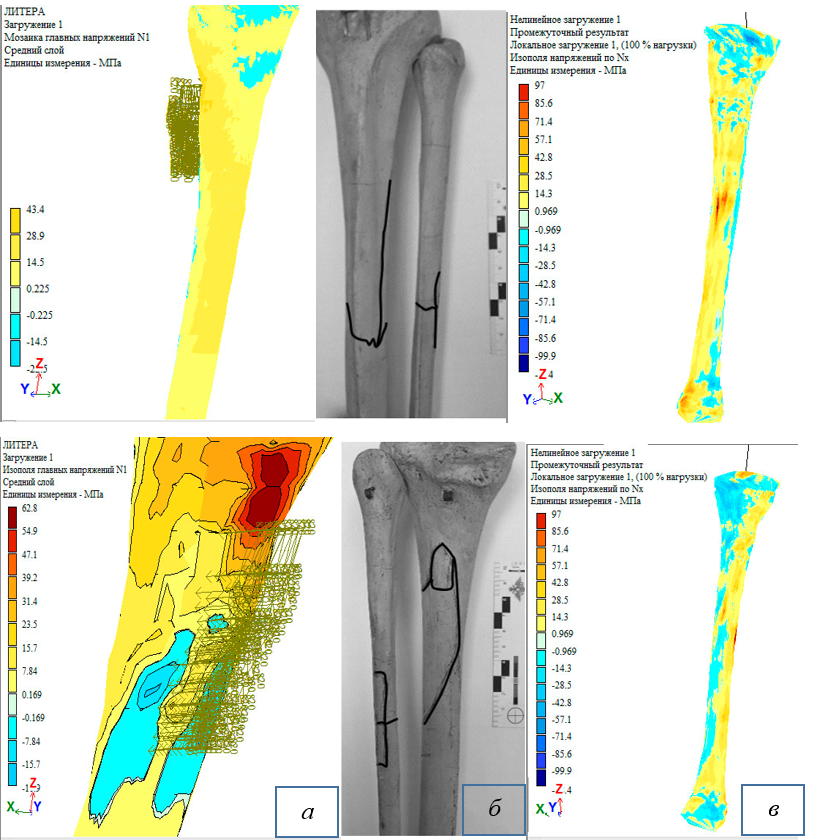 ЛИТЕРА
Загружение 1
Мозаика главных напряжений N1
Средний слой
Единицы измерения - МПа
43.4
28.9
14.5
0.225
-0.225
-14.5
Z
Y
X
Нелинейное загружение 1
Промежуточный результат
Локальное загружение 1, (100 % нагрузки)
Изополя напряжений по Nx
Единицы измерения - МПа
97
85.6
71.4
57.1
42.8
28.5
14.3
0.969
-0.969
-14.3
-28.5
-42.8
-57.1
-71.4
-85.6
-99.9
Z
Y
X
ЛИТЕРА
Загружение 1
Изополя главных напряжений N1
Средний слой
Единицы измерения - МПа
62.8
54.9
47.1
39.2
31.4
23.5
15.7
7.84
0.169
-0.169
-7.84
-15.7
Z
X
Y
а
б
Нелинейное загружение 1
Промежуточный результат
Локальное загружение 1, (100 % нагрузки)
Изополя напряжений по Nx
Единицы измерения - МПа
97
85.6
71.4
57.1
42.8
28.5
14.3
0.969
-0.969
-14.3
-28.5
-42.8
-57.1
-71.4
-85.6
-99.9
Z
X
Y
в